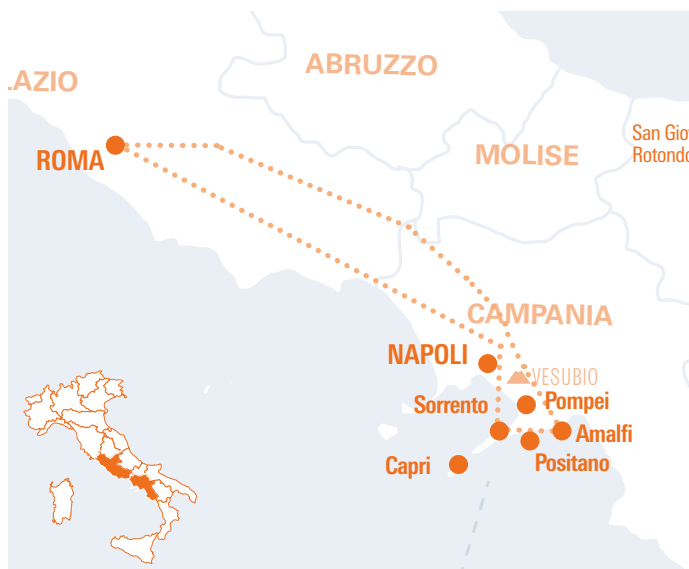 ABRUZZO
.AZIO
San Gio
ROMA
MOLISE
Rotondo
CAMPANIA
NAPOLI
VESUBIO
Sorrento
Pompei
Amalfi
Capri
Positano